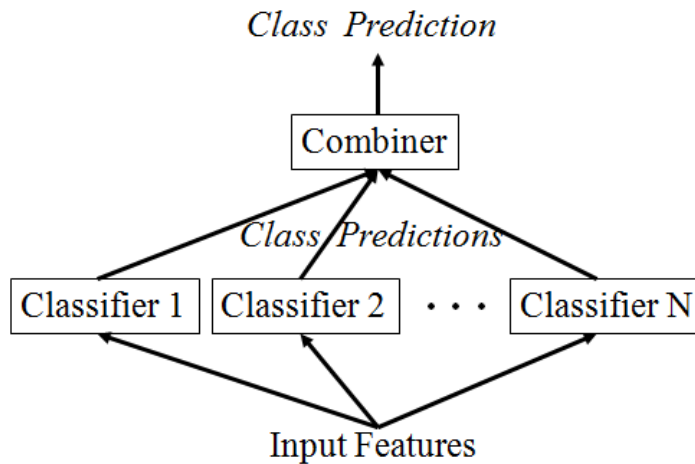 Class Prediction
Combiner
Class Predictions
Classifier 1 Classifier 2 • • • Classifier N
Input Features